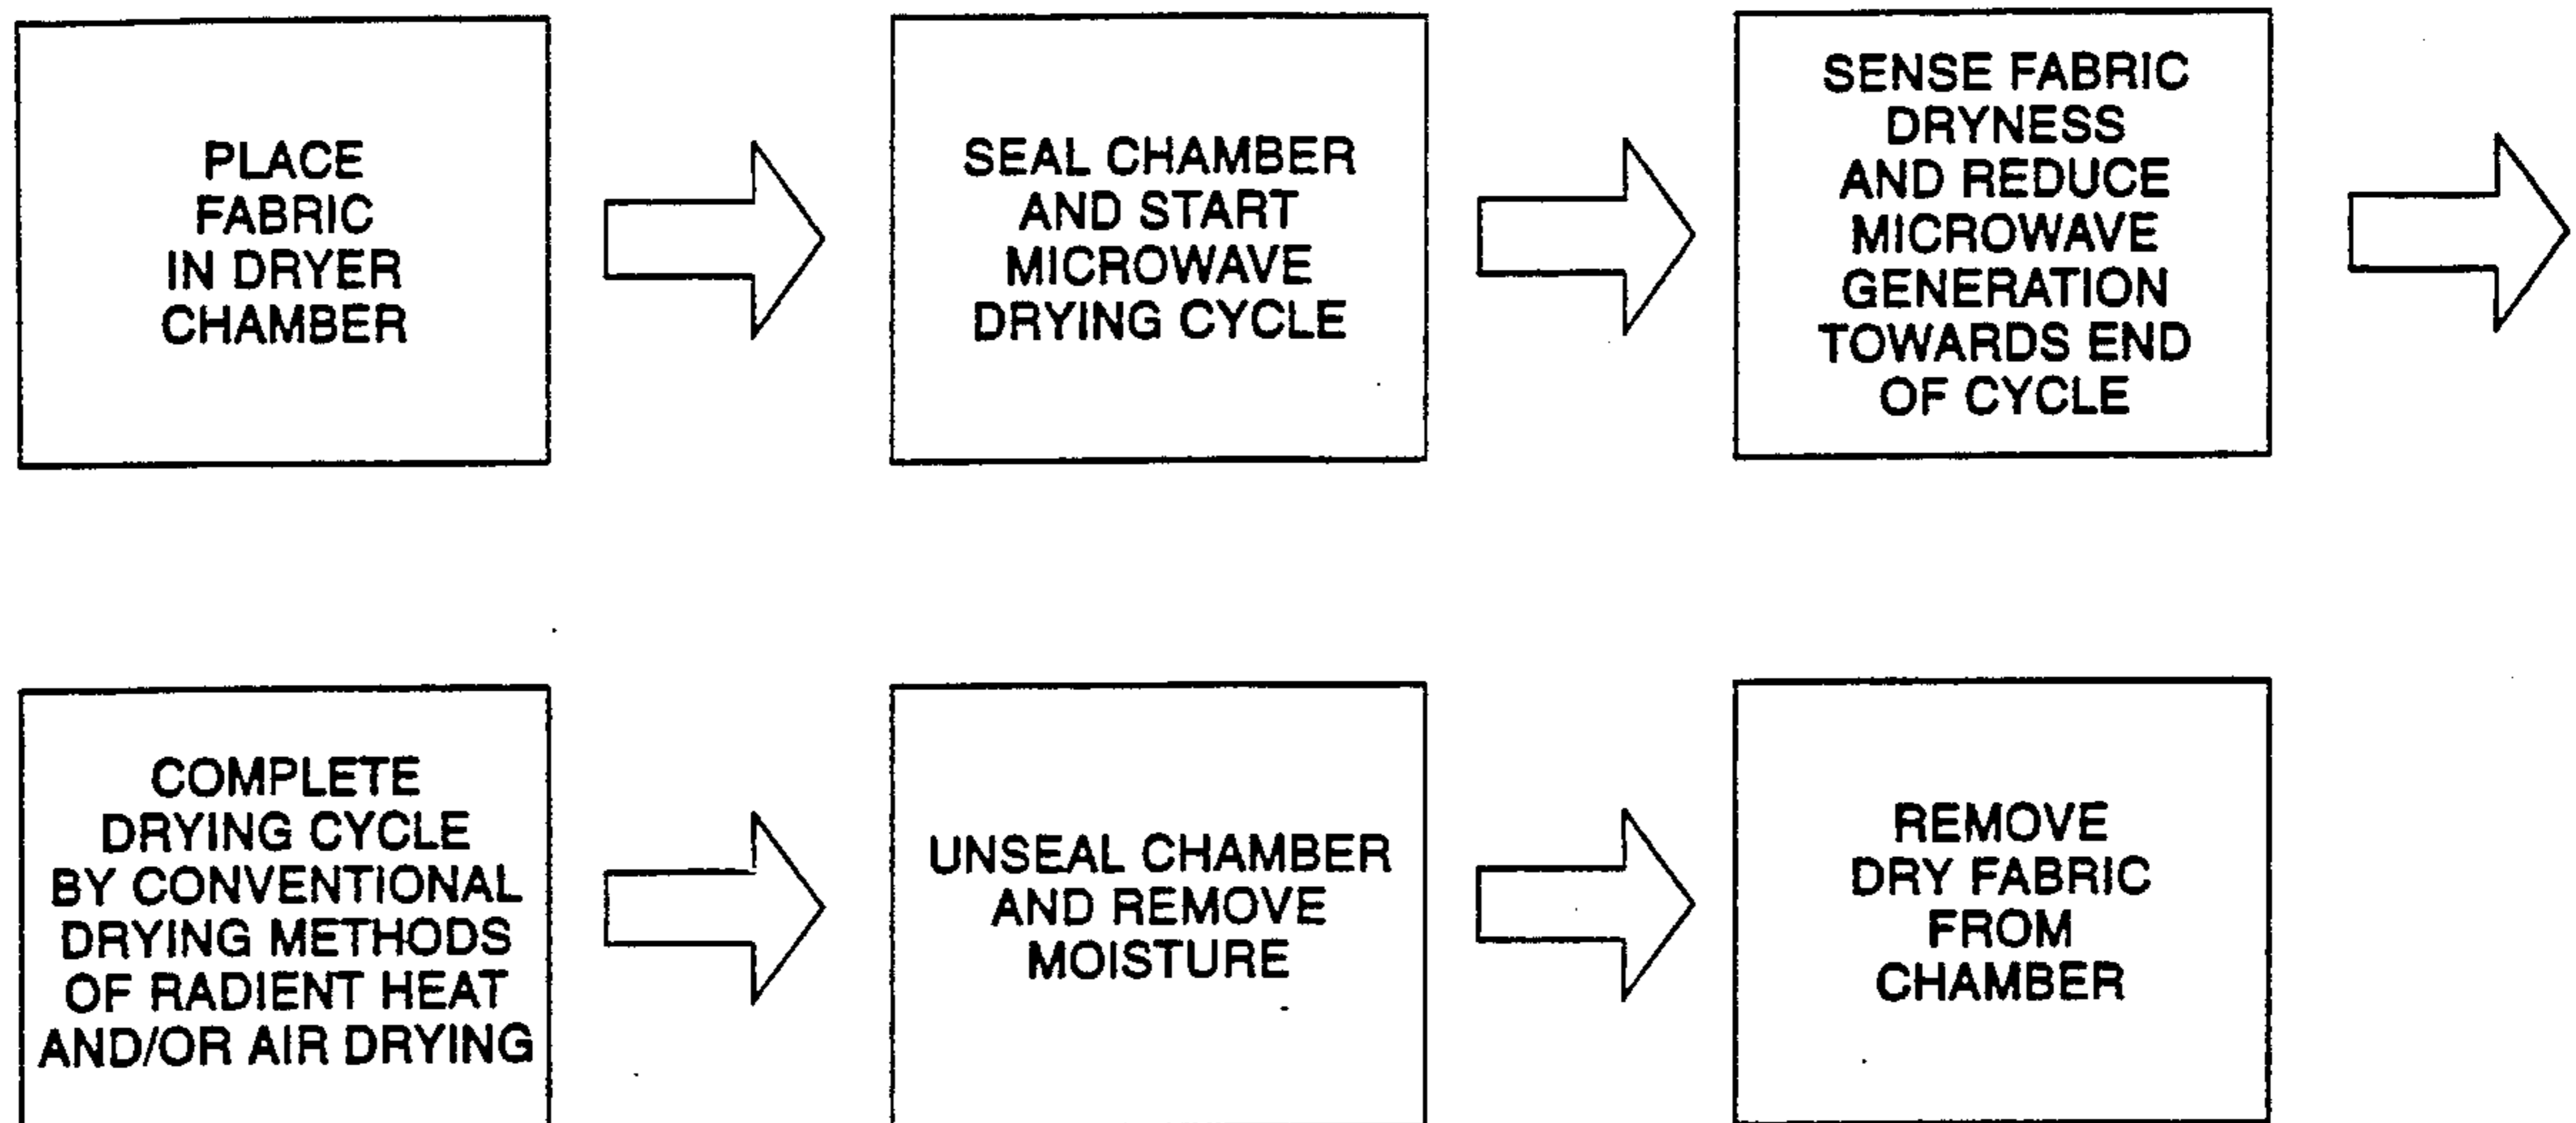 PLACE
FABRIC
IN DRYER
CHAMBER
SEAL CHAMBER
AND START
MICROWAVE
DRYING CYCLE
SENSE FABRIC
DRYNESS
AND REDUCE
MICROWAVE
GENERATION
TOWARDS END
OF CYCLE
COMPLETE
DRYING CYCLE
BY CONVENTIONAL
DRYING METHODS
OF RADIENT HEAT
AND/OR AIR DRYING
UNSEAL CHAMBER
AND REMOVE
MOISTURE
REMOVE
DRY FABRIC
FROM
CHAMBER